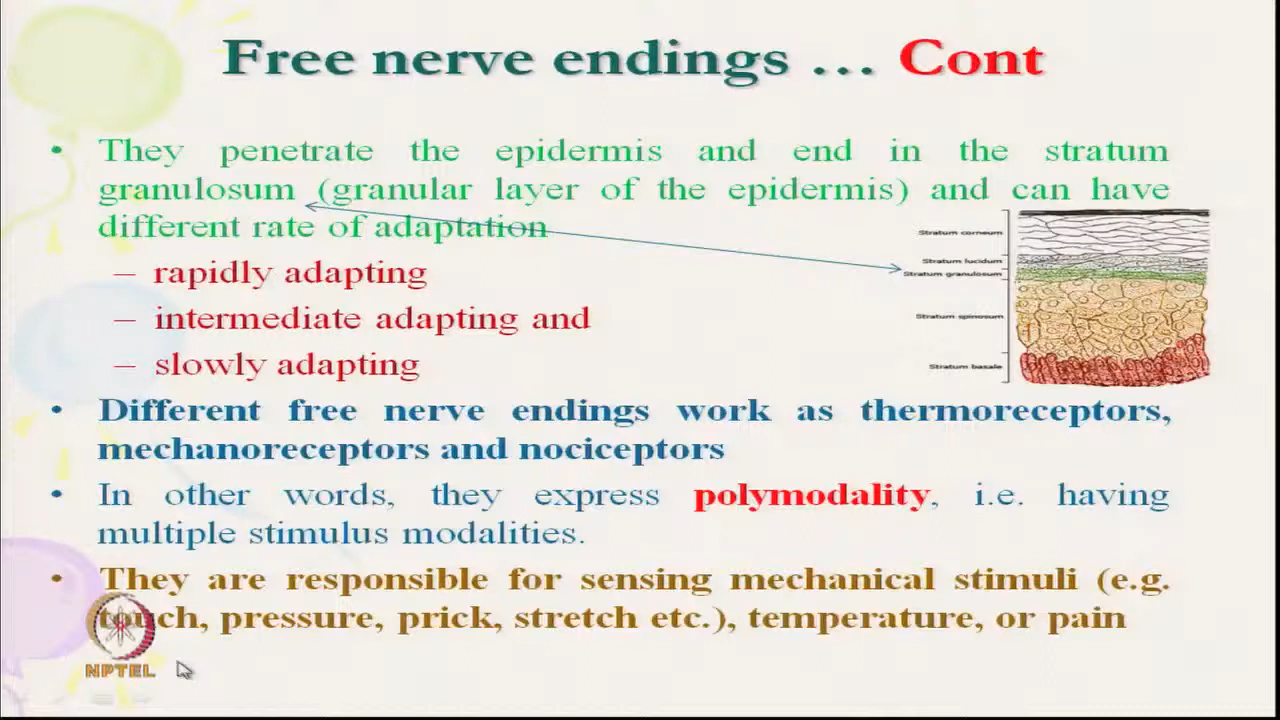 Free nerve endings … Cont
• They penetrate the epidermis and end in the stratum
granulosum (granular layer of the epidermis) and can have
different rate of adaptation
– rapidly adapting
– intermediate adapting and
– slowly adapting
Stratum corneum
Stratum lucidum
Stratum granulosum
Stratum spinosum
Stratum basale
• Different free nerve endings work as thermoreceptors,
mechanoreceptors and nociceptors
• In other words, they express polymodality, i.e. having
multiple stimulus modalities.
• They are responsible for sensing mechanical stimuli (e.g.
touch, pressure, prick, stretch etc.), temperature, or pain
NPTEL